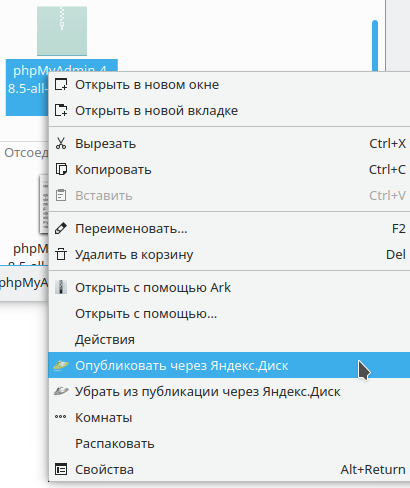 phpMyAdmin-4
8.5-all-
Отсоед
phpM
8.5-all-
phpMyA
Открыть в новом окне
Открыть в новой вкладке
Вырезать Ctrl+X
Копировать Ctrl+C
Вставить Ctrl+V
Переименовать... F2
Удалить в корзину Del
Открыть с помощью Ark
Открыть с помощью...
Действия
Опубликовать через Яндекс.Диск
Убрать из публикации через Яндекс.Диск
Комнаты
Распаковать
Свойства Alt+Return